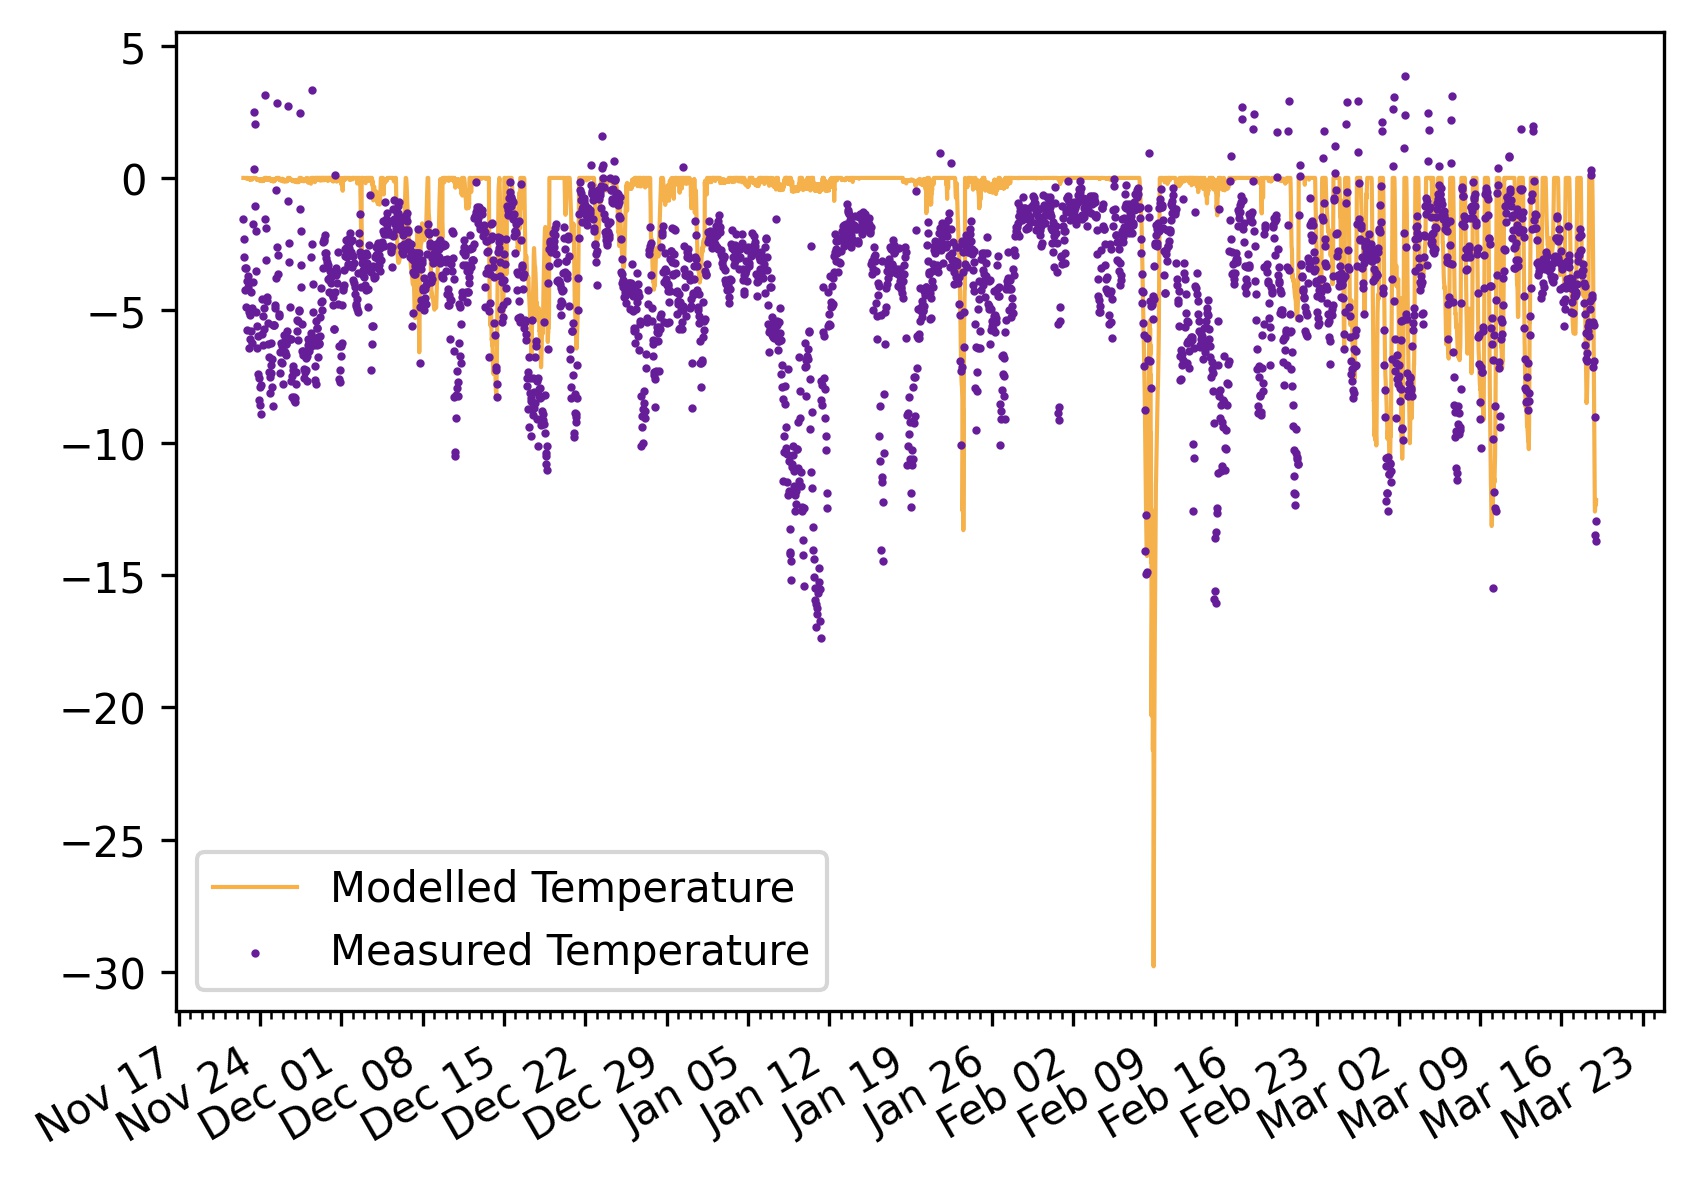 5
0
−5
−10
−15
−20
−25
−30
Modelled Temperature
Measured Temperature
Nov 17
Nov 24
Dec 01
Dec 08
Dec 15
Dec 22
Dec 29
Jan 05
Jan 12
Jan 19
Jan 26
Feb 02
Feb 09
Feb 16
Feb 23
Mar 02
Mar 09
Mar 16
Mar 23